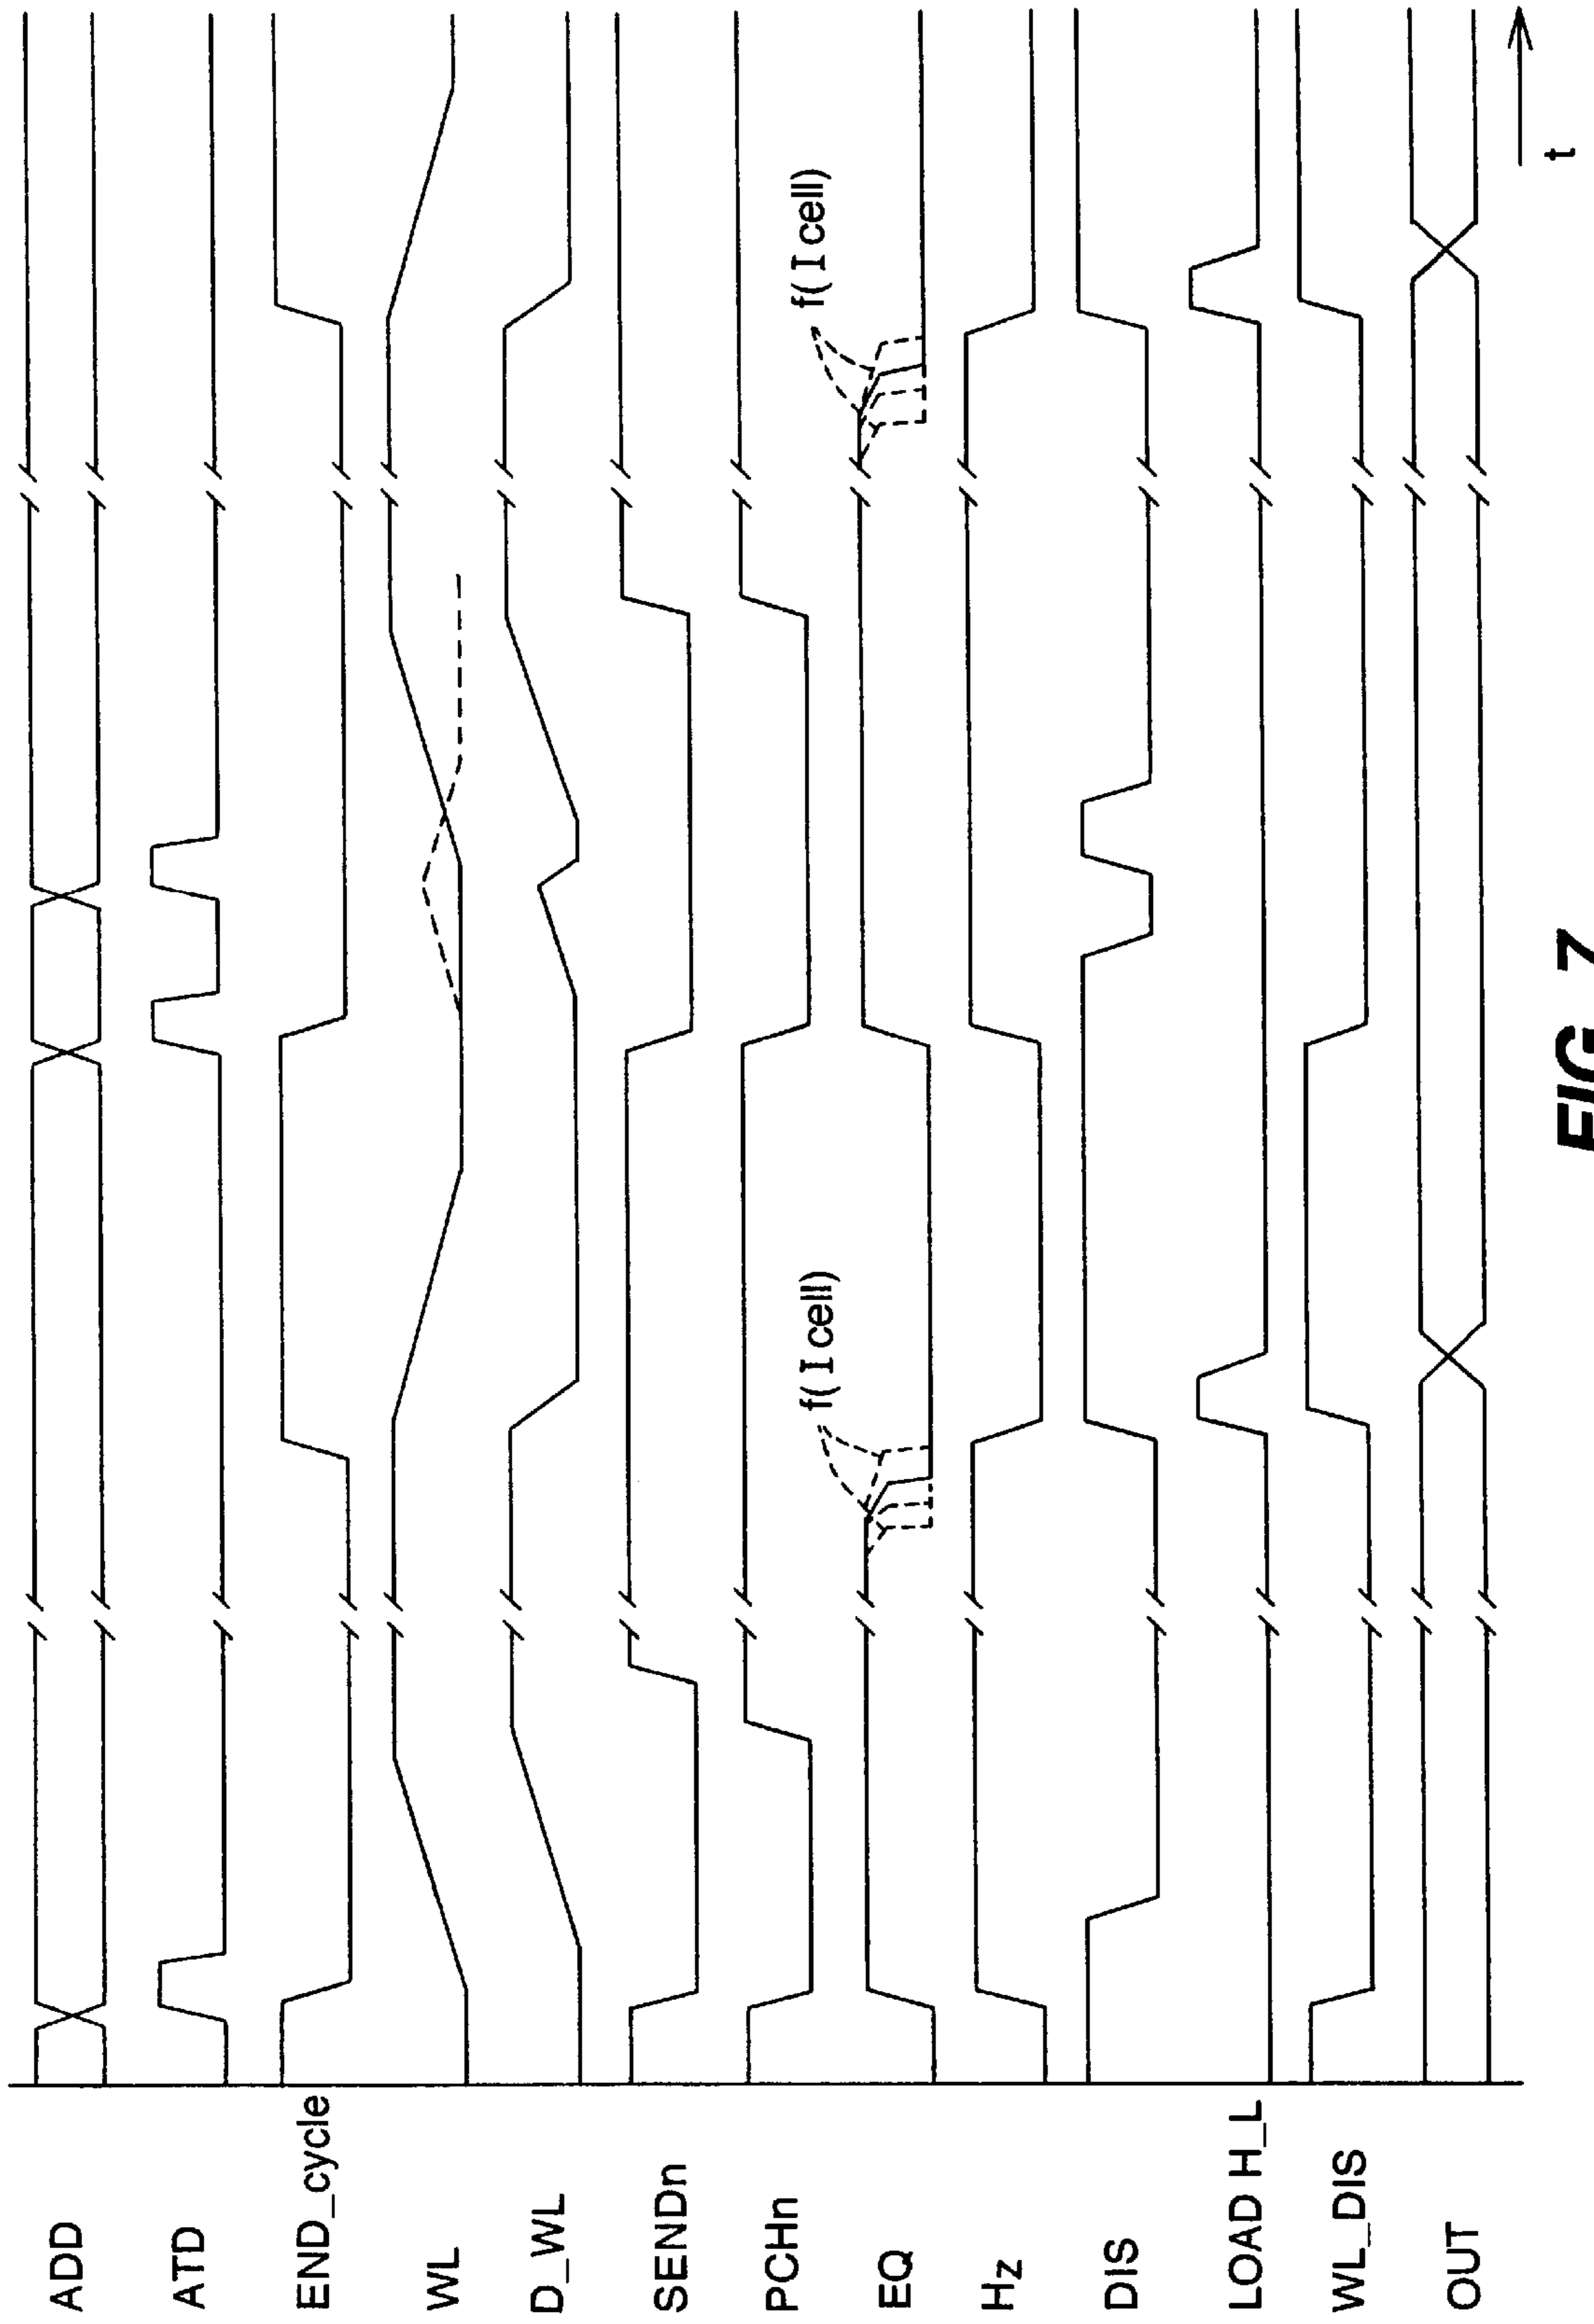 ADD
ATD
END_cycle
WL
D_WL
SENDn
PCHn
EQ
Hz
DIS
LOAD H_L
WL_DIS
OUT
f(I cell)
f(I cell)
t
FIG. 7